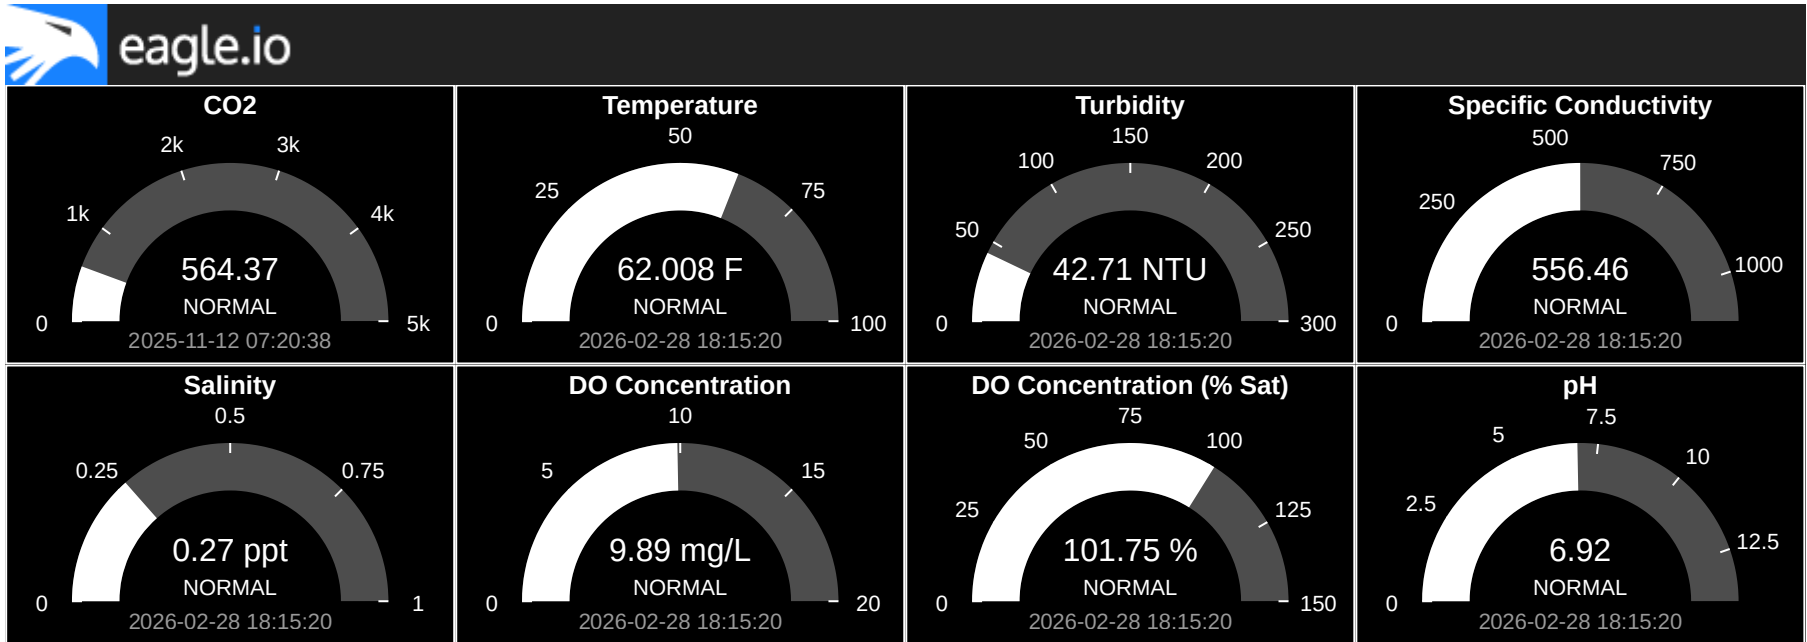 eagle.io
CO2
0
1k
2k
3k
4k
5k
564.37
NORMAL
2025-11-12 07:20:38
Temperature
0
25
50
75
100
62.008 F
NORMAL
2026-02-28 18:15:20
Turbidity
0
50
100
150
200
250
300
42.71 NTU
NORMAL
2026-02-28 18:15:20
Specific Conductivity
0
250
500
750
1000
556.46
NORMAL
2026-02-28 18:15:20
Salinity
0
0.25
0.5
0.75
1
0.27 ppt
NORMAL
2026-02-28 18:15:20
DO Concentration
0
5
10
15
20
9.89 mg/L
NORMAL
2026-02-28 18:15:20
DO Concentration (% Sat)
0
25
50
75
100
125
150
101.75 %
NORMAL
2026-02-28 18:15:20
pH
0
2.5
5
7.5
10
12.5
6.92
NORMAL
2026-02-28 18:15:20